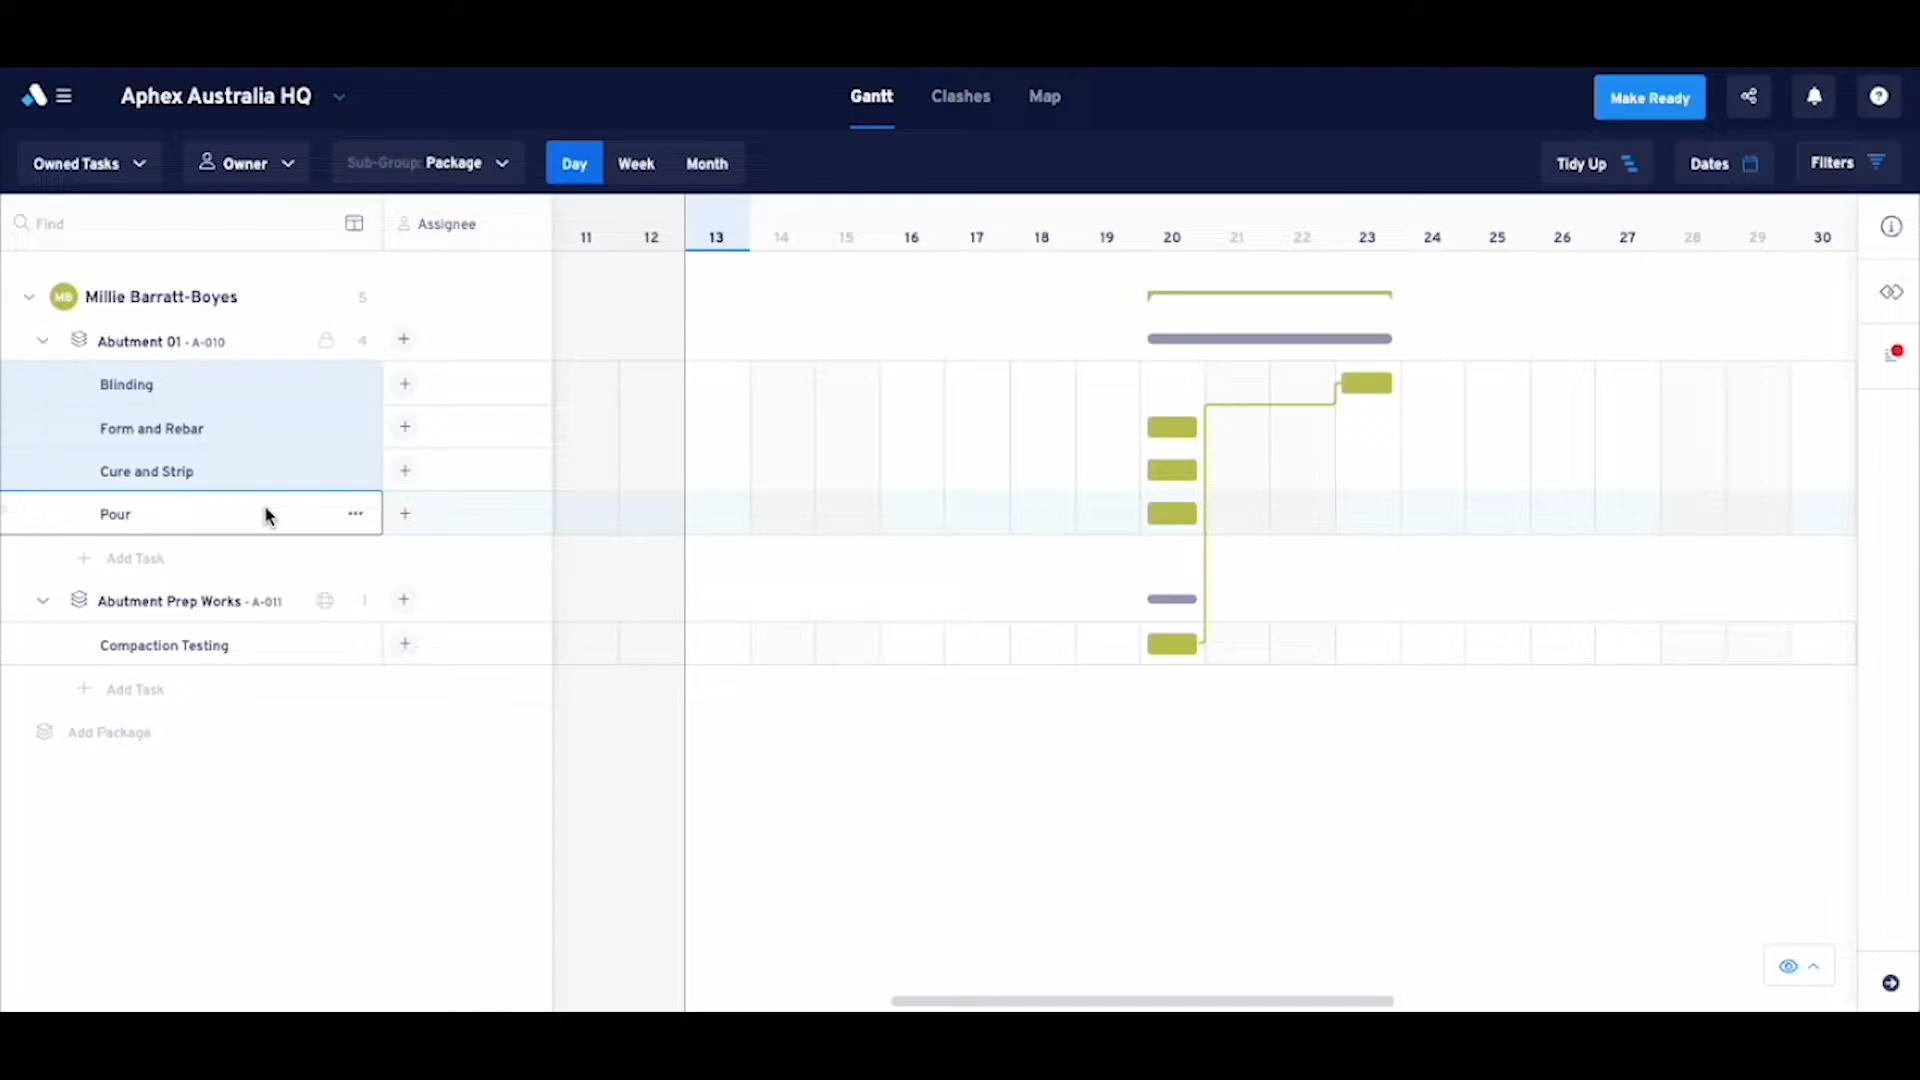 Aphex Australia HQ
Gantt Clashes Map
Make Ready
Owned Tasks Owner Sub-Group: Package Day Week Month
Tidy Up Dates Filters
Find Assignee
11 12 13 14 15 16 17 18 19 20 21 22 23 24 25 26 27 28 29 30
MB Millie Barratt-Boyes 5
Abutment 01 - A-010 4
Blinding
Form and Rebar
Cure and Strip
Pour
Add Task
Abutment Prep Works - A-011 1
Compaction Testing
Add Task
Add Package